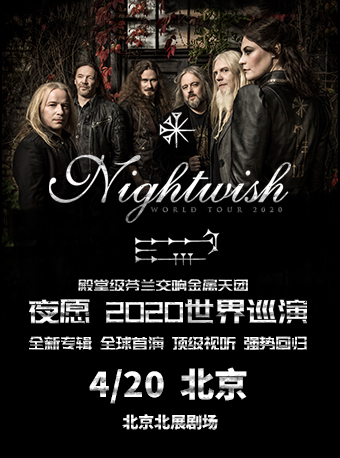 Nightwish
WORLD TOUR 2020
殿堂级芬兰交响金属天团
夜愿 2020世界巡演
全新专辑 全球首演 顶级视听 强势回归
4/20 北京
北京北展剧场